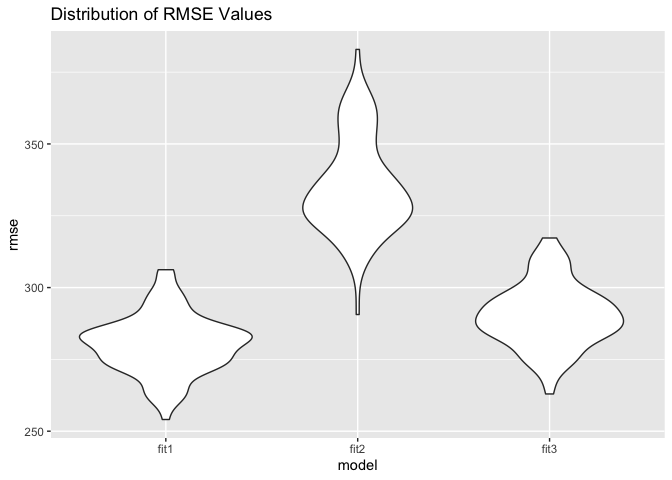 Distribution of RMSE Values
rmse
350
300
250
fit1
fit2
fit3
model